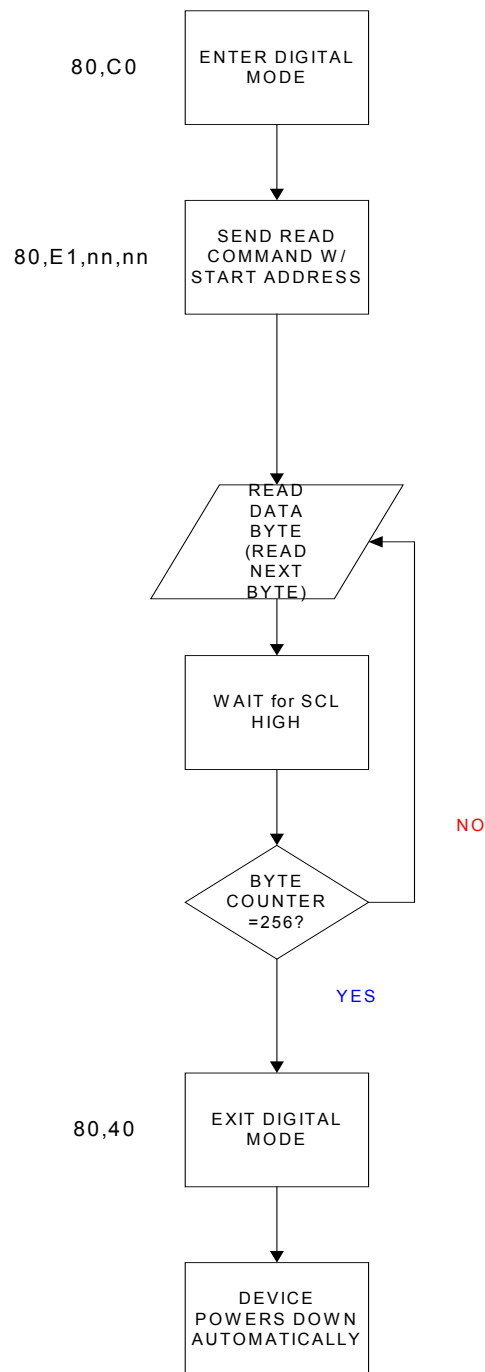 80,C0
ENTER DIGITAL
MODE
80,E1,nn,nn
SEND READ
COMMAND W/
START ADDRESS
READ
DATA
BYTE
(READ
NEXT
BYTE)
WAIT for SCL
HIGH
NO
BYTE
COUNTER
=256?
YES
80,40
EXIT DIGITAL
MODE
DEVICE
POWERS DOWN
AUTOMATICALLY